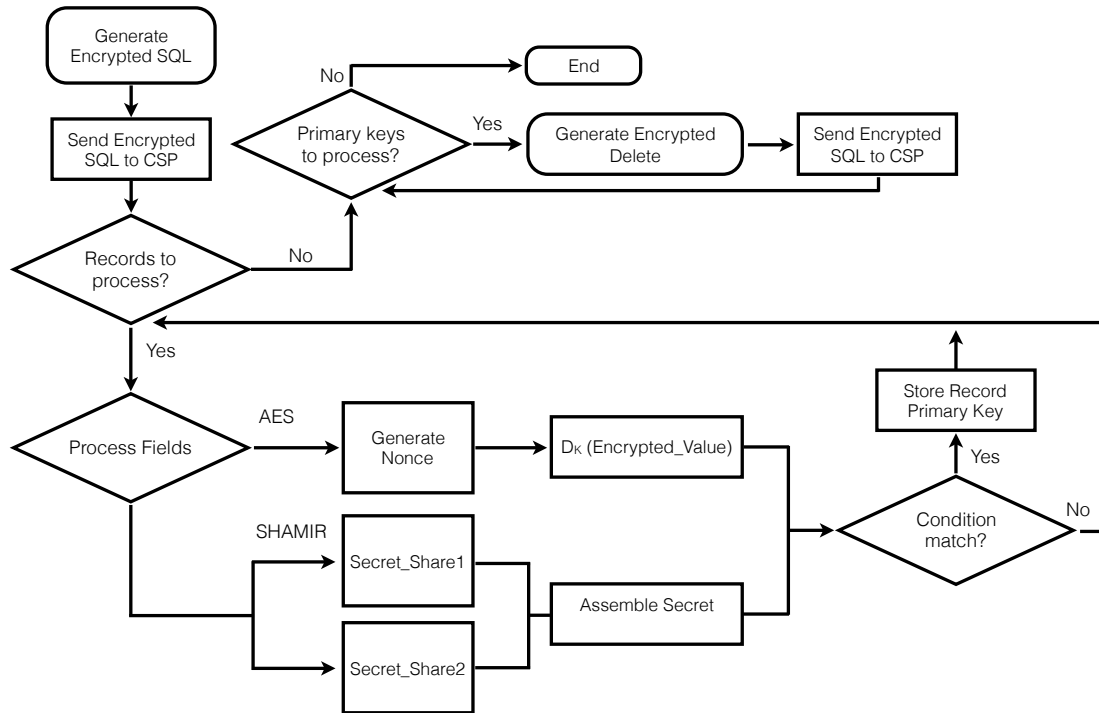 Generate
Encrypted SQL
Send Encrypted
SQL to CSP
Records to
process?
No
Yes
Primary keys
to process?
No
End
Yes
Generate Encrypted
Delete
Send Encrypted
SQL to CSP
Process Fields
AES
Generate
Nonce
DK (Encrypted_Value)
SHAMIR
Secret_Share1
Secret_Share2
Assemble Secret
Condition
match?
Yes
No
Store Record
Primary Key